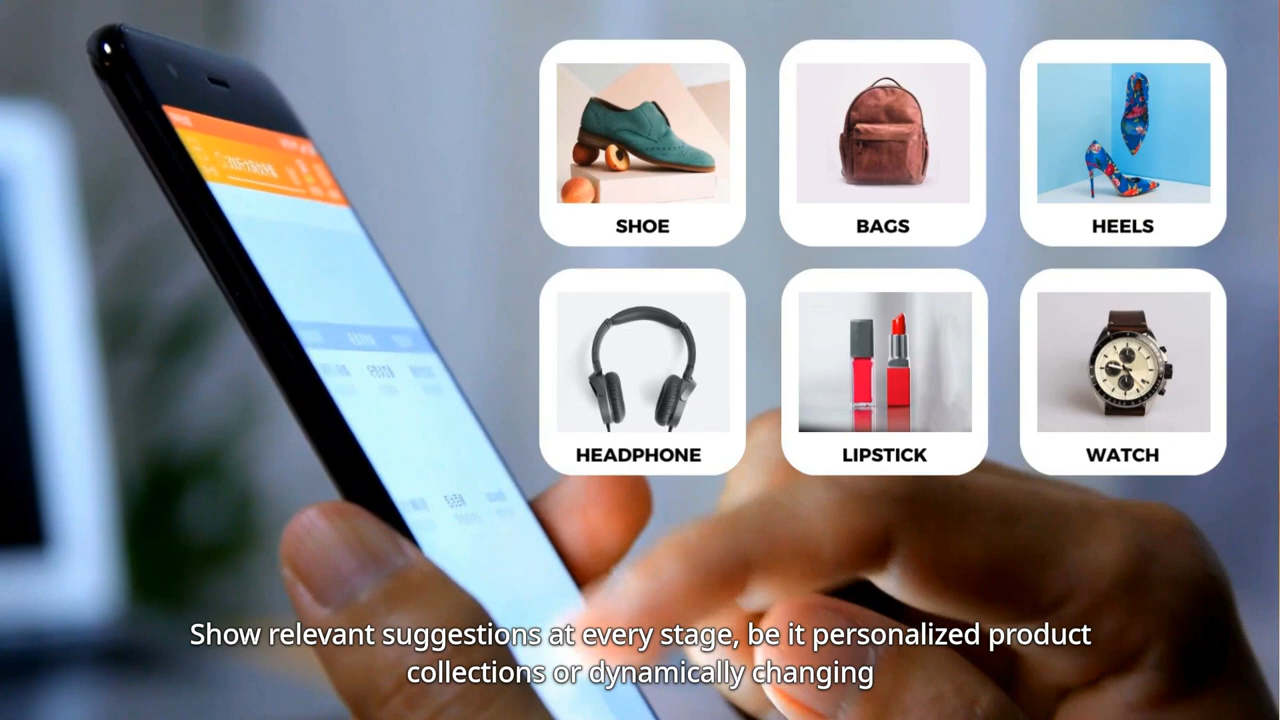 SHOE
BAGS
HEELS
HEADPHONE
LIPSTICK
WATCH
Show relevant suggestions at every stage, be it personalized product
collections or dynamically changing